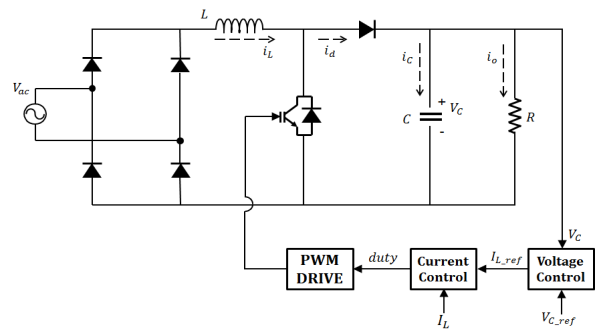 L
i_L
i_d
i_C
i_o
V_ac
+
C
V_C
-
R
V_C
PWM
DRIVE
duty
Current
Control
I_L_ref
Voltage
Control
I_L
V_C_ref